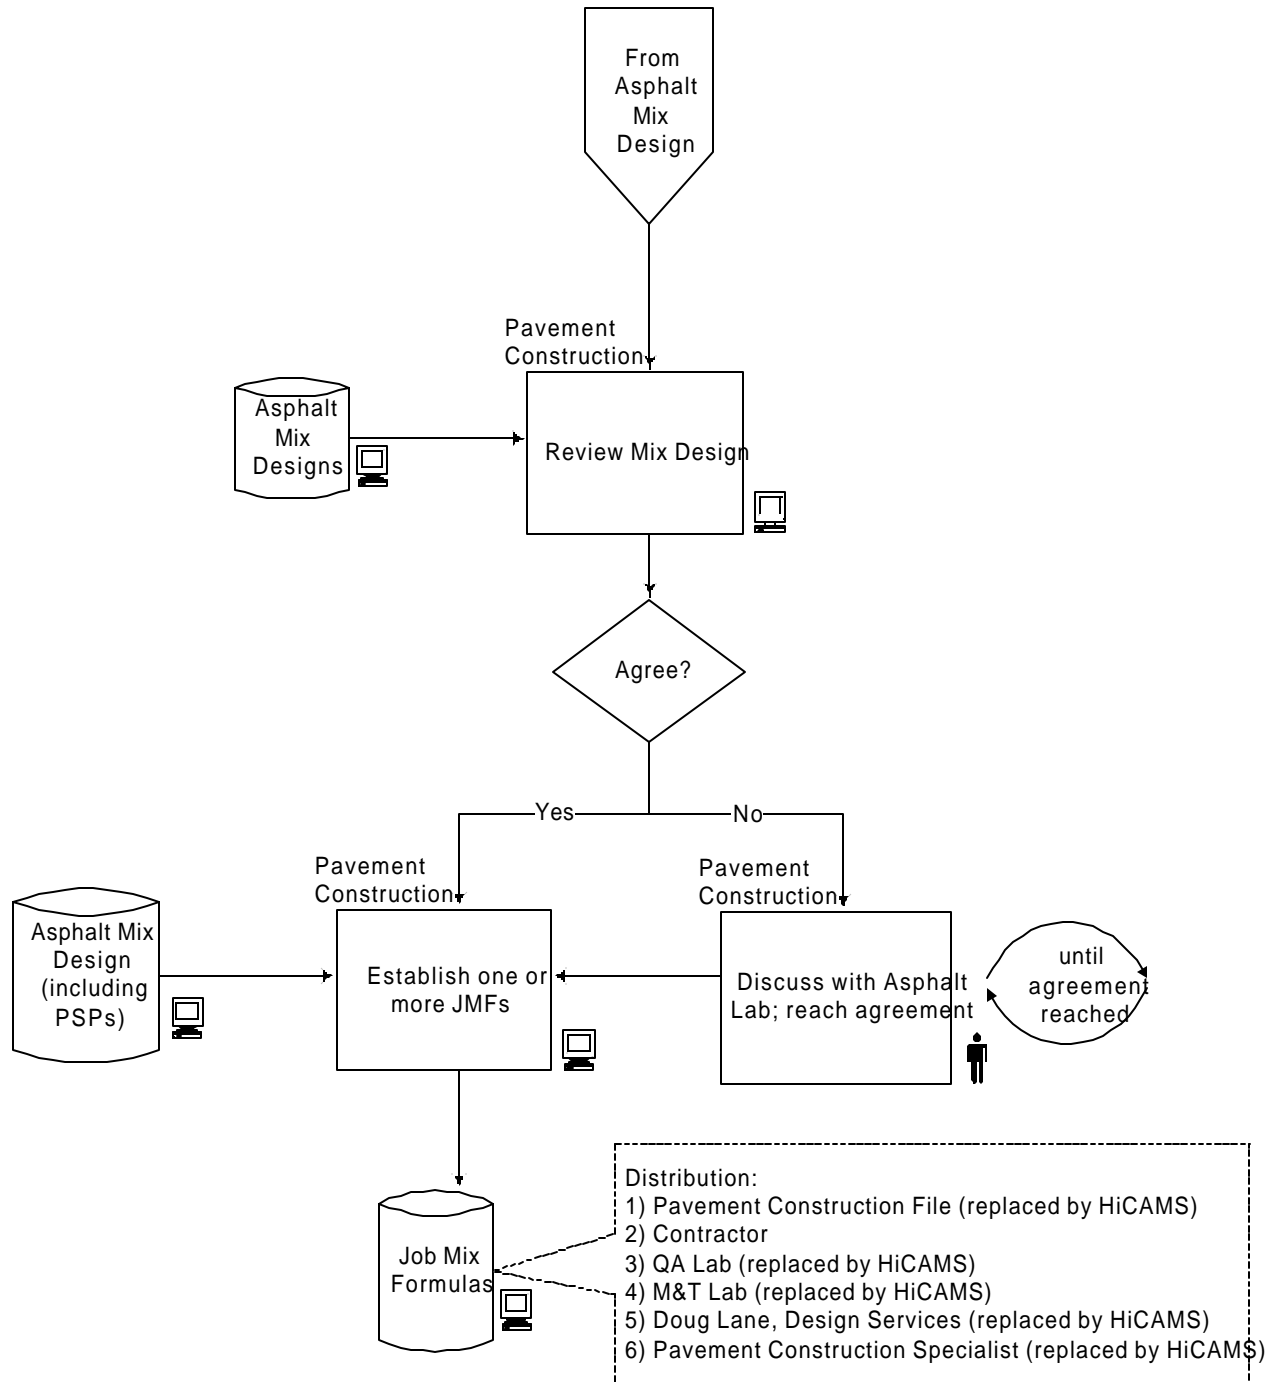 From
Asphalt
Mix
Design
Pavement
Construction
Asphalt
Mix
Designs
Review Mix Design
Agree?
Yes
No
Pavement
Construction
Pavement
Construction
Asphalt Mix
Design
(including
PSPs)
Establish one or
more JMFs
Discuss with Asphalt
Lab; reach agreement
until
agreement
reached
Job Mix
Formulas
Distribution:
1) Pavement Construction File (replaced by HiCAMS)
2) Contractor
3) QA Lab (replaced by HiCAMS)
4) M&T Lab (replaced by HiCAMS)
5) Doug Lane, Design Services (replaced by HiCAMS)
6) Pavement Construction Specialist (replaced by HiCAMS)